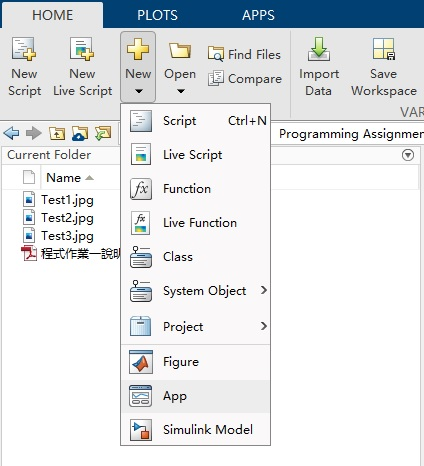 HOME PLOTS APPS
New Script
New Live Script
New
Open
Find Files
Compare
Import Data
Save Workspace
VAR
Programming Assignmen
Current Folder
Name
Test1.jpg
Test2.jpg
Test3.jpg
程式作業一說明
Script Ctrl+N
Live Script
Function
Live Function
Class
System Object
Project
Figure
App
Simulink Model